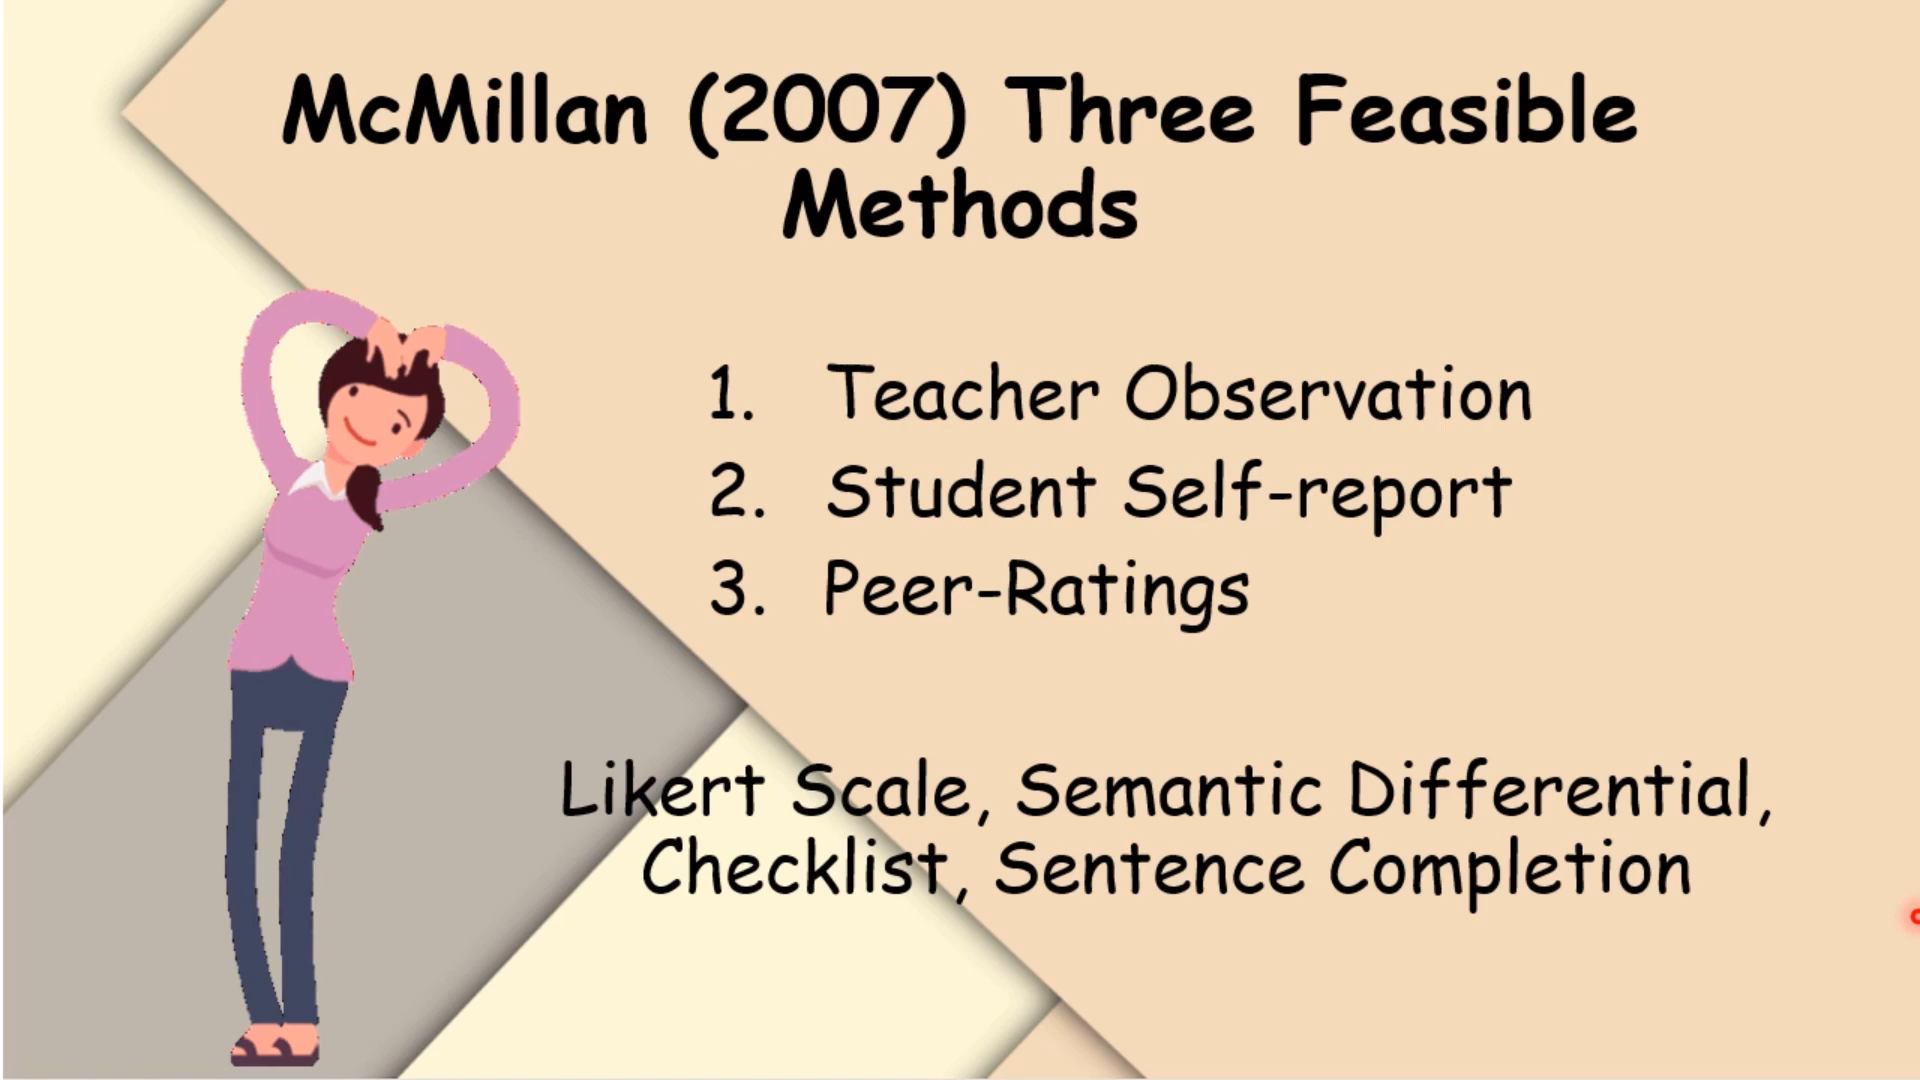 McMillan (2007) Three Feasible
Methods
1. Teacher Observation
2. Student Self-report
3. Peer-Ratings
Likert Scale, Semantic Differential,
Checklist, Sentence Completion